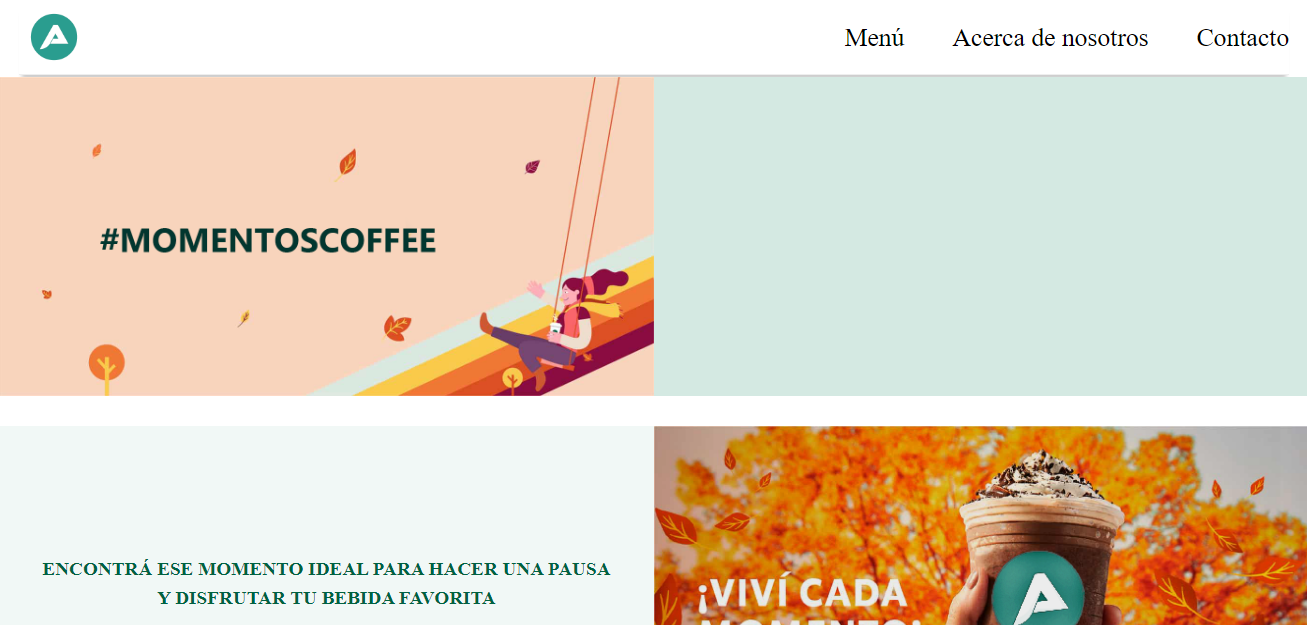 Menú
Acerca de nosotros
Contacto
#MOMENTOSCOFFEE
ENCONTRÁ ESE MOMENTO IDEAL PARA HACER UNA PAUSA
Y DISFRUTAR TU BEBIDA FAVORITA
¡VIVÍ CADA
MOMENTO!